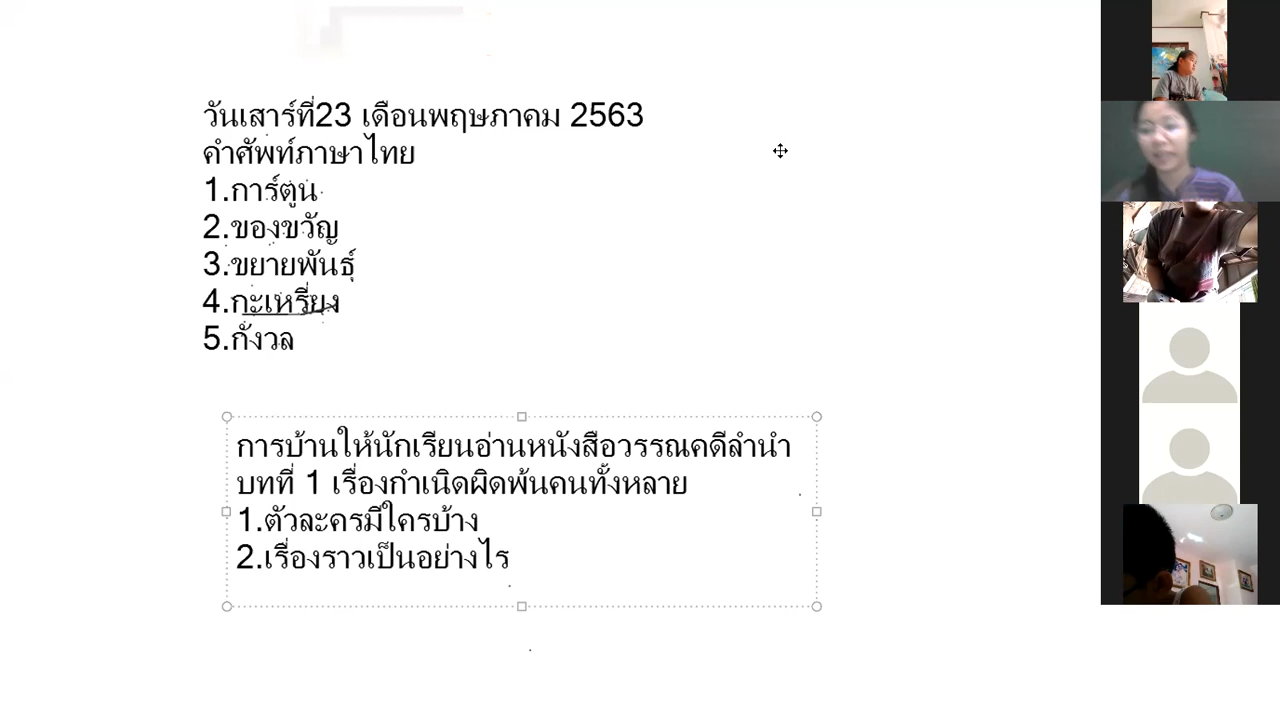 วันเสาร์ที่23 เดือนพฤษภาคม 2563
คำศัพท์ภาษาไทย
1.การ์ตูน
2.ของขวัญ
3.ขยายพันธุ์
4.กะเหรี่ยง
5.กังวล
การบ้านให้นักเรียนอ่านหนังสือวรรณคดีลำนำ
บทที่ 1 เรื่องกำเนิดผิดพ้นคนทั้งหลาย
1.ตัวละครมีใครบ้าง
2.เรื่องราวเป็นอย่างไร